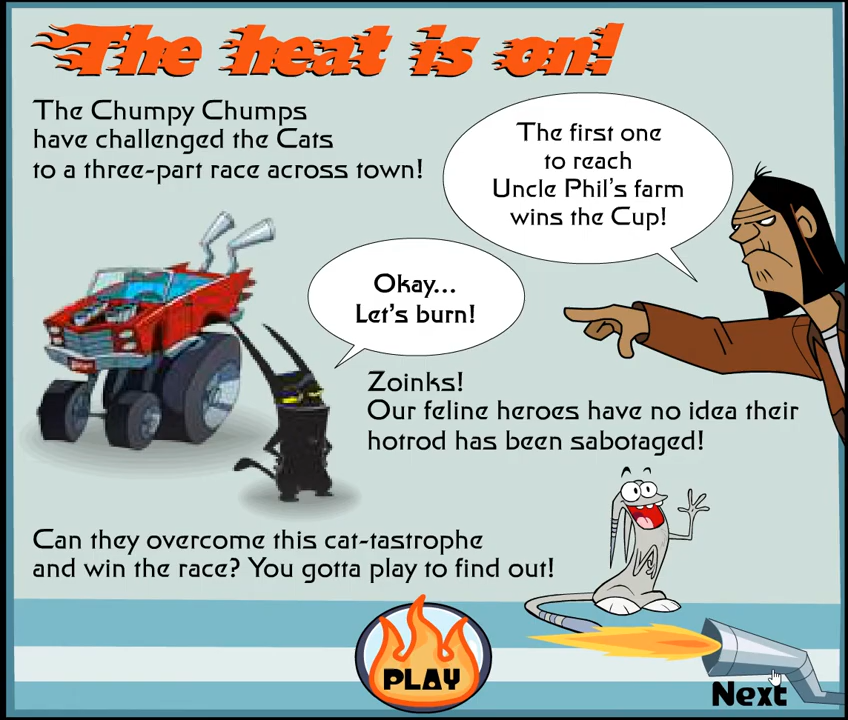 The heat is on!
The Chumpy Chumps
have challenged the Cats
to a three-part race across town!
The first one
to reach
Uncle Phil's farm
wins the Cup!
Okay...
Let's burn!
Zoinks!
Our feline heroes have no idea their
hotrod has been sabotaged!
Can they overcome this cat-tastrophe
and win the race? You gotta play to find out!
PLAY
Next